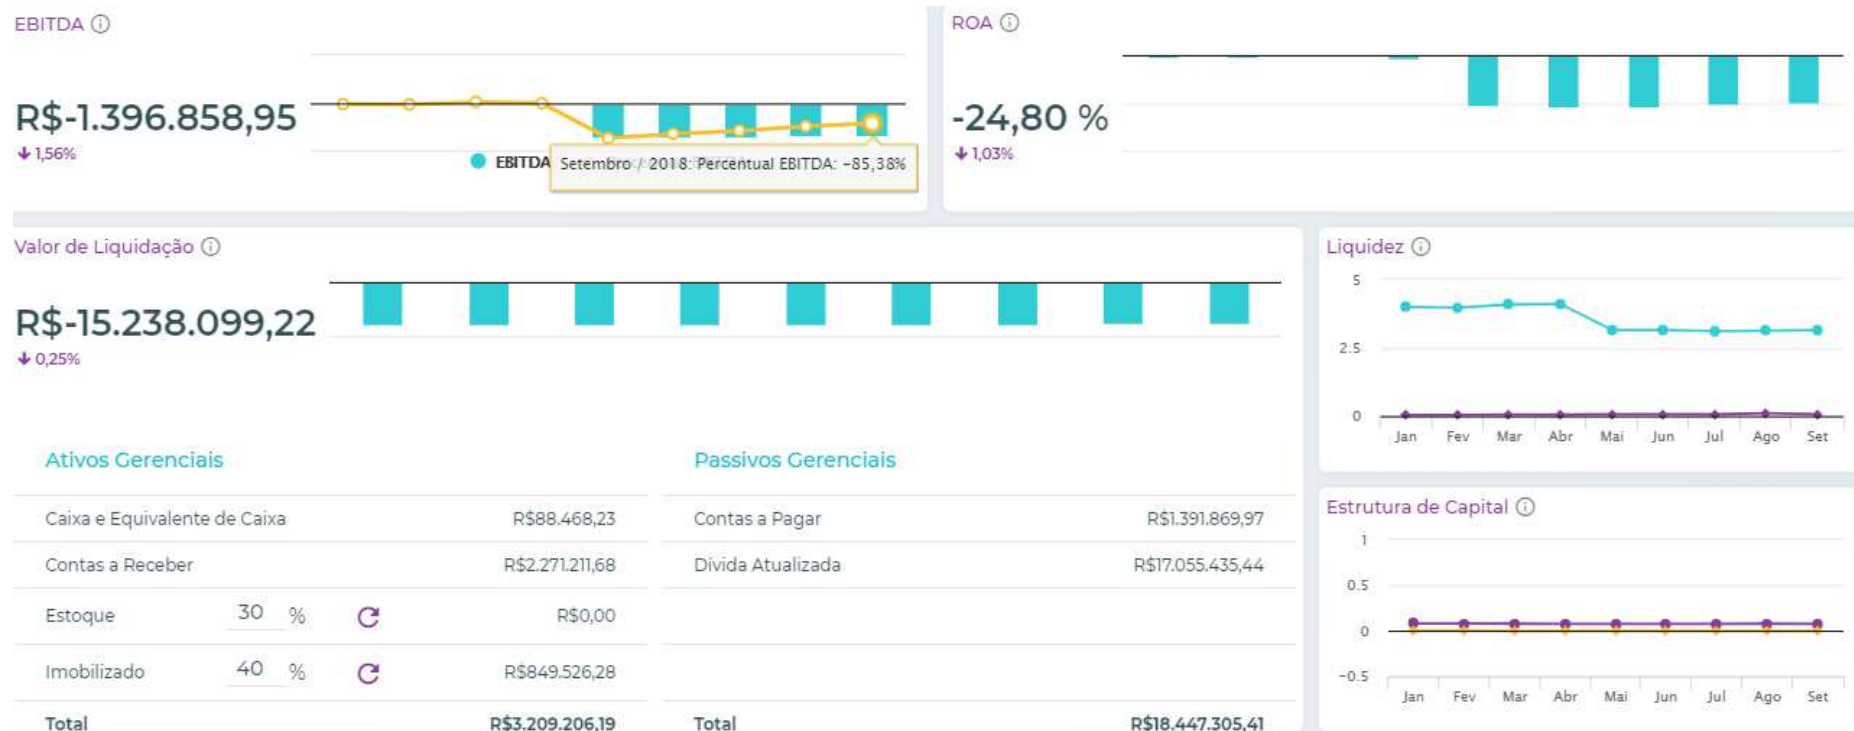 EBITDA
R$-1.396.858,95
1,56%
EBITDA
Setembro / 2018: Percentual EBITDA: -85,38%
ROA
-24,80 %
1,03%
Valor de Liquidação
R$-15.238.099,22
0,25%
Ativos Gerenciais
Caixa e Equivalente de Caixa R$88.468,23
Contas a Receber R$2.271.211,68
Estoque 30 % R$0,00
Imobilizado 40 % R$849.526,28
Total R$3.209.206,19
Passivos Gerenciais
Contas a Pagar R$1.391.869,97
Dívida Atualizada R$17.055.435,44
Total R$18.447.305,41
Liquidez
5
2.5
0
Jan Fev Mar Abr Mai Jun Jul Ago Set
Estrutura de Capital
1
0.5
0
-0.5
Jan Fev Mar Abr Mai Jun Jul Ago Set